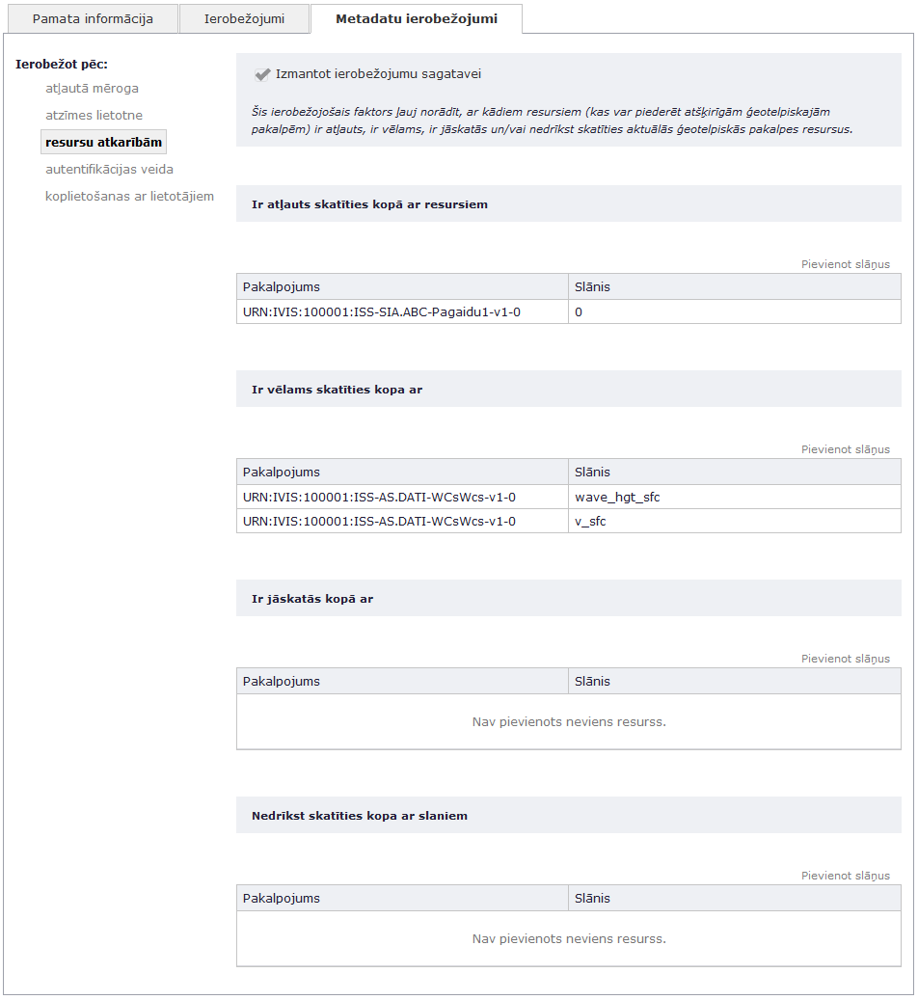 Pamata informācija
Ierobežojumi
Metadatu ierobežojumi
Ierobežot pēc:
atļautā mēroga
atzīmes lietotne
resursu atkarībām
autentifikācijas veida
koplietošanas ar lietotājiem
Izmantot ierobežojumu sagatavei
Šis ierobežojošais faktors ļauj norādīt, ar kādiem resursiem (kas var piederēt atšķirīgām ģeotelpiskajām
pakalpēm) ir atļauts, ir vēlams, ir jāskatās un/vai nedrīkst skatīties aktuālās ģeotelpiskās pakalpes resursus.
Ir atļauts skatīties kopā ar resursiem
Pievienot slāņus
Pakalpojums Slānis
URN:IVIS:100001:ISS-SIA.ABC-Pagaidu1-v1-0 0
Ir vēlams skatīties kopa ar
Pievienot slāņus
Pakalpojums Slānis
URN:IVIS:100001:ISS-AS.DATI-WCsWcs-v1-0 wave_hgt_sfc
URN:IVIS:100001:ISS-AS.DATI-WCsWcs-v1-0 v_sfc
Ir jāskatās kopā ar
Pievienot slāņus
Pakalpojums Slānis
Nav pievienots neviens resurss.
Nedrīkst skatīties kopa ar slaniem
Pievienot slāņus
Pakalpojums Slānis
Nav pievienots neviens resurss.